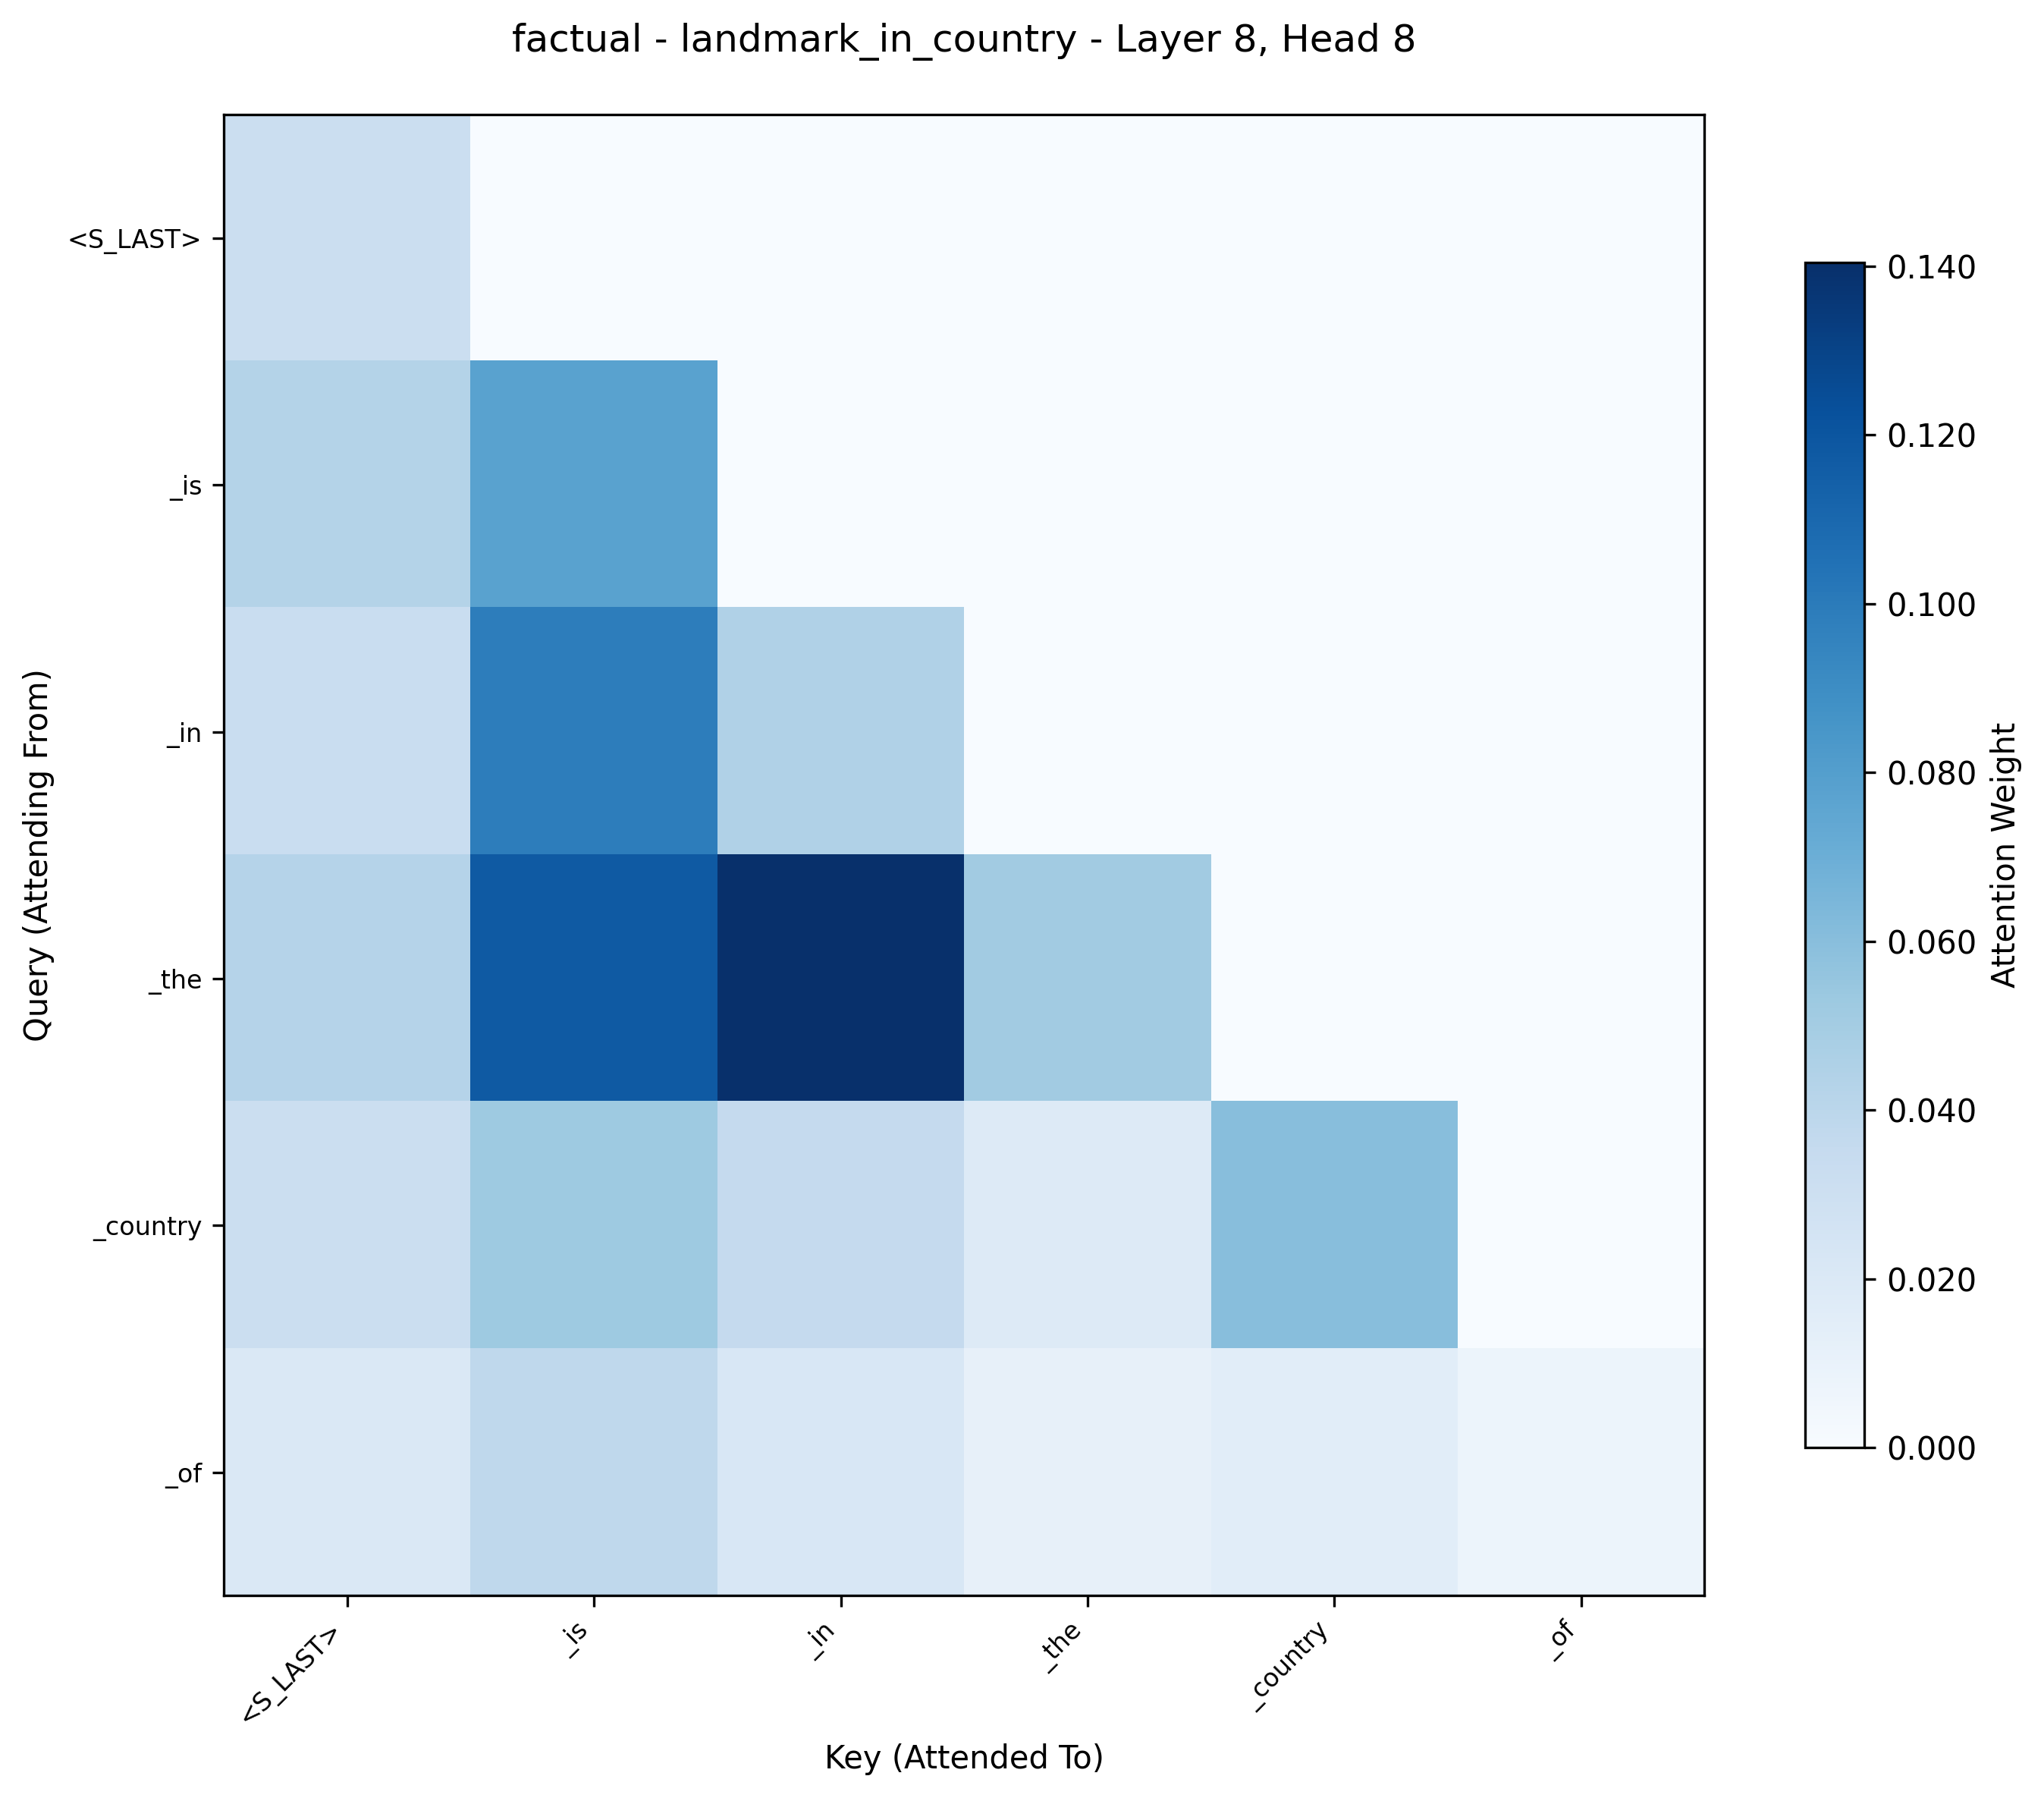 factual - landmark_in_country - Layer 8, Head 8
Query (Attending From)
<S_LAST>
_is
_in
_the
_country
_of
<S_LAST>
_is
_in
_the
_country
_of
Key (Attended To)
0.140
0.120
0.100
0.080
0.060
0.040
0.020
0.000
Attention Weight